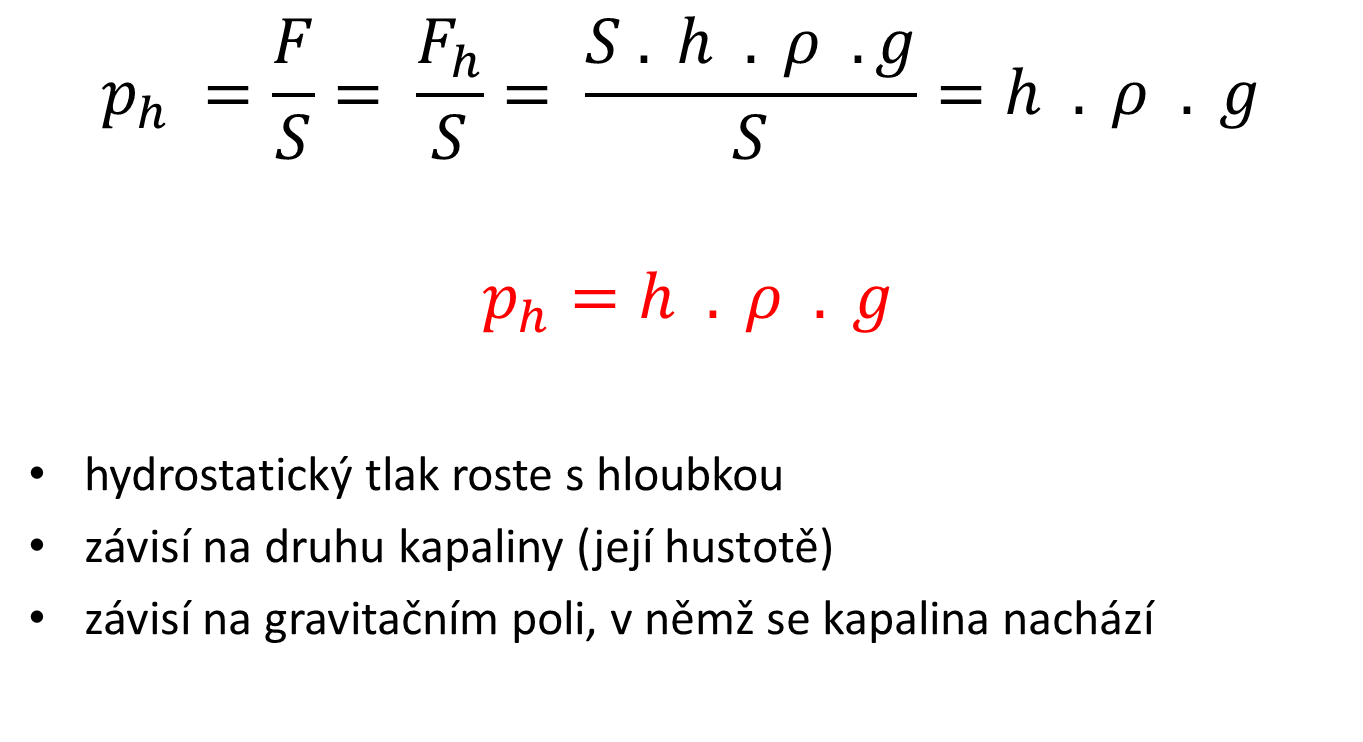 p_h = F/S = F_h/S = S . h . ρ . g/S = h . ρ . g
p_h = h . ρ . g
• hydrostatický tlak roste s hloubkou
• závisí na druhu kapaliny (její hustotě)
• závisí na gravitačním poli, v němž se kapalina nachází